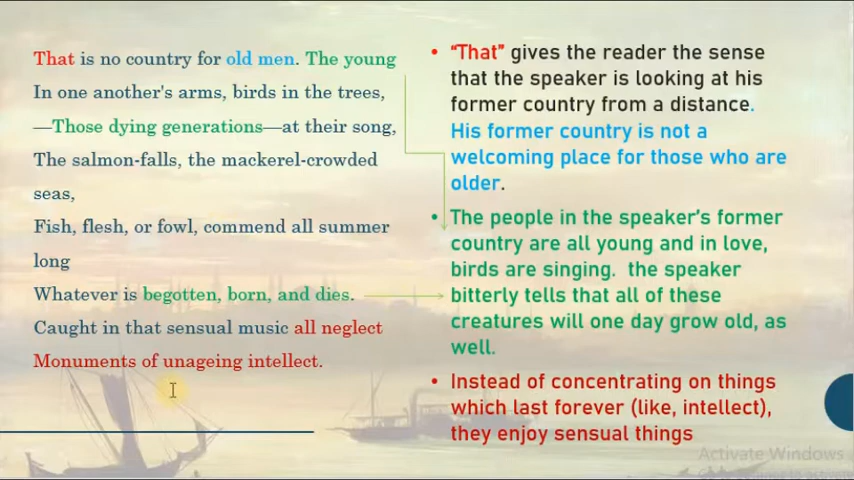 That is no country for old men. The young
In one another's arms, birds in the trees,
—Those dying generations—at their song,
The salmon-falls, the mackerel-crowded
seas,
Fish, flesh, or fowl, commend all summer
long
Whatever is begotten, born, and dies.
Caught in that sensual music all neglect
Monuments of unageing intellect.
• “That” gives the reader the sense
that the speaker is looking at his
former country from a distance.
His former country is not a
welcoming place for those who are
older.
• The people in the speaker's former
country are all young and in love,
birds are singing. the speaker
bitterly tells that all of these
creatures will one day grow old, as
well.
• Instead of concentrating on things
which last forever (like, intellect),
they enjoy sensual things
Activate Windows